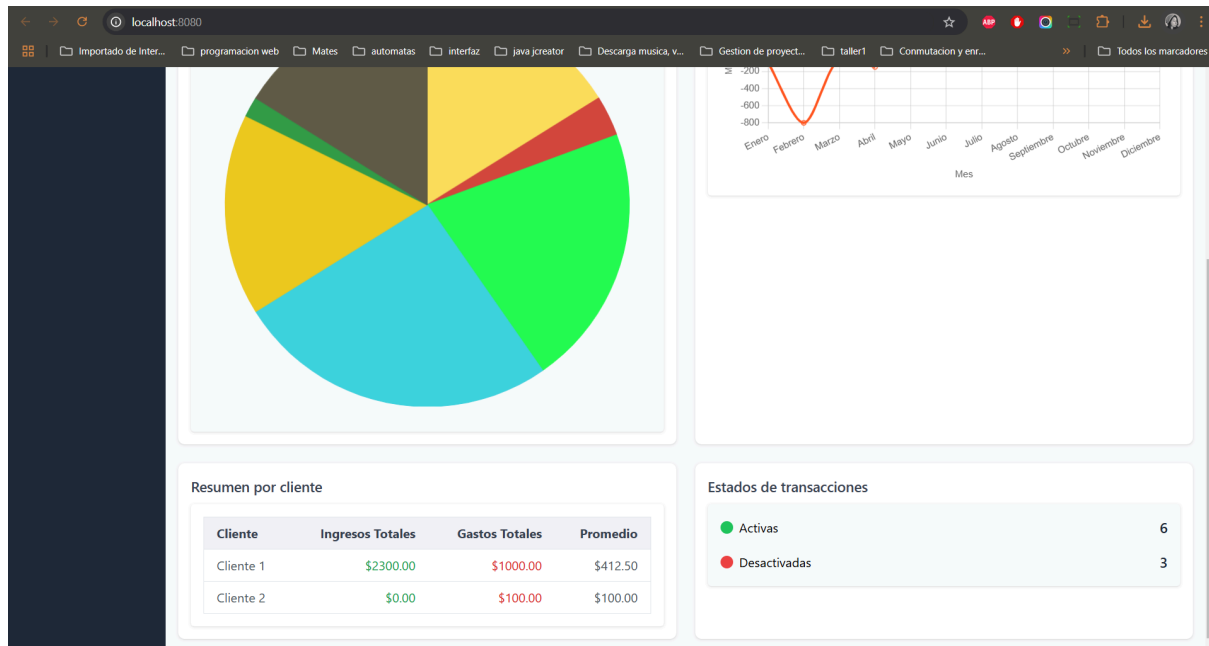 localhost:8080
ABP
Importado de Inter...
programacion web
Mates
automatas
interfaz
java jcreator
Descarga musica, v...
Gestion de proyect...
taller1
Conmutacion y enr...
»
Todos los marcadores
-200
-400
-600
-800
Enero
Febrero
Marzo
Abril
Mayo
Junio
Julio
Agosto
Septiembre
Octubre
Noviembre
Diciembre
Mes
Resumen por cliente
Cliente Ingresos Totales Gastos Totales Promedio
Cliente 1 $2300.00 $1000.00 $412.50
Cliente 2 $0.00 $100.00 $100.00
Estados de transacciones
Activas 6
Desactivadas 3